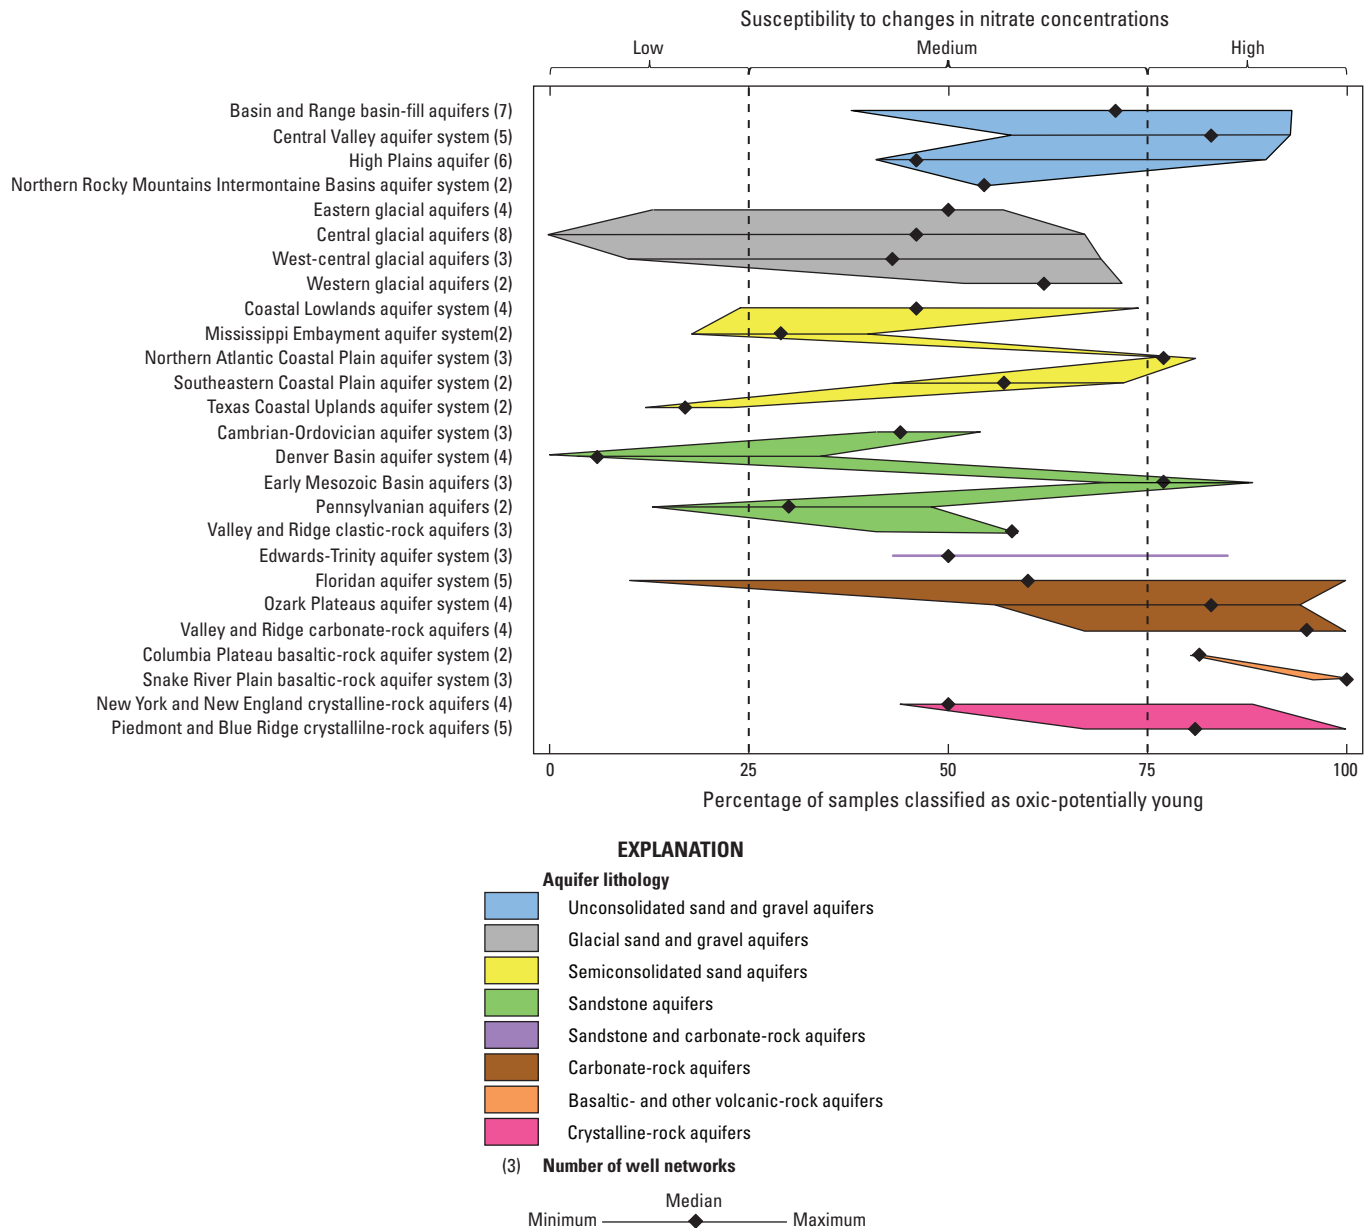 Susceptibility to changes in nitrate concentrations
Low Medium High
Basin and Range basin-fill aquifers (7)
Central Valley aquifer system (5)
High Plains aquifer (6)
Northern Rocky Mountains Intermontaine Basins aquifer system (2)
Eastern glacial aquifers (4)
Central glacial aquifers (8)
West-central glacial aquifers (3)
Western glacial aquifers (2)
Coastal Lowlands aquifer system (4)
Mississippi Embayment aquifer system(2)
Northern Atlantic Coastal Plain aquifer system (3)
Southeastern Coastal Plain aquifer system (2)
Texas Coastal Uplands aquifer system (2)
Cambrian-Ordovician aquifer system (3)
Denver Basin aquifer system (4)
Early Mesozoic Basin aquifers (3)
Pennsylvanian aquifers (2)
Valley and Ridge clastic-rock aquifers (3)
Edwards-Trinity aquifer system (3)
Floridan aquifer system (5)
Ozark Plateaus aquifer system (4)
Valley and Ridge carbonate-rock aquifers (4)
Columbia Plateau basaltic-rock aquifer system (2)
Snake River Plain basaltic-rock aquifer system (3)
New York and New England crystalline-rock aquifers (4)
Piedmont and Blue Ridge crystallilne-rock aquifers (5)
0 25 50 75 100
Percentage of samples classified as oxic-potentially young
EXPLANATION
Aquifer lithology
Unconsolidated sand and gravel aquifers
Glacial sand and gravel aquifers
Semiconsolidated sand aquifers
Sandstone aquifers
Sandstone and carbonate-rock aquifers
Carbonate-rock aquifers
Basaltic- and other volcanic-rock aquifers
Crystalline-rock aquifers
(3) Number of well networks
Median
Minimum Maximum